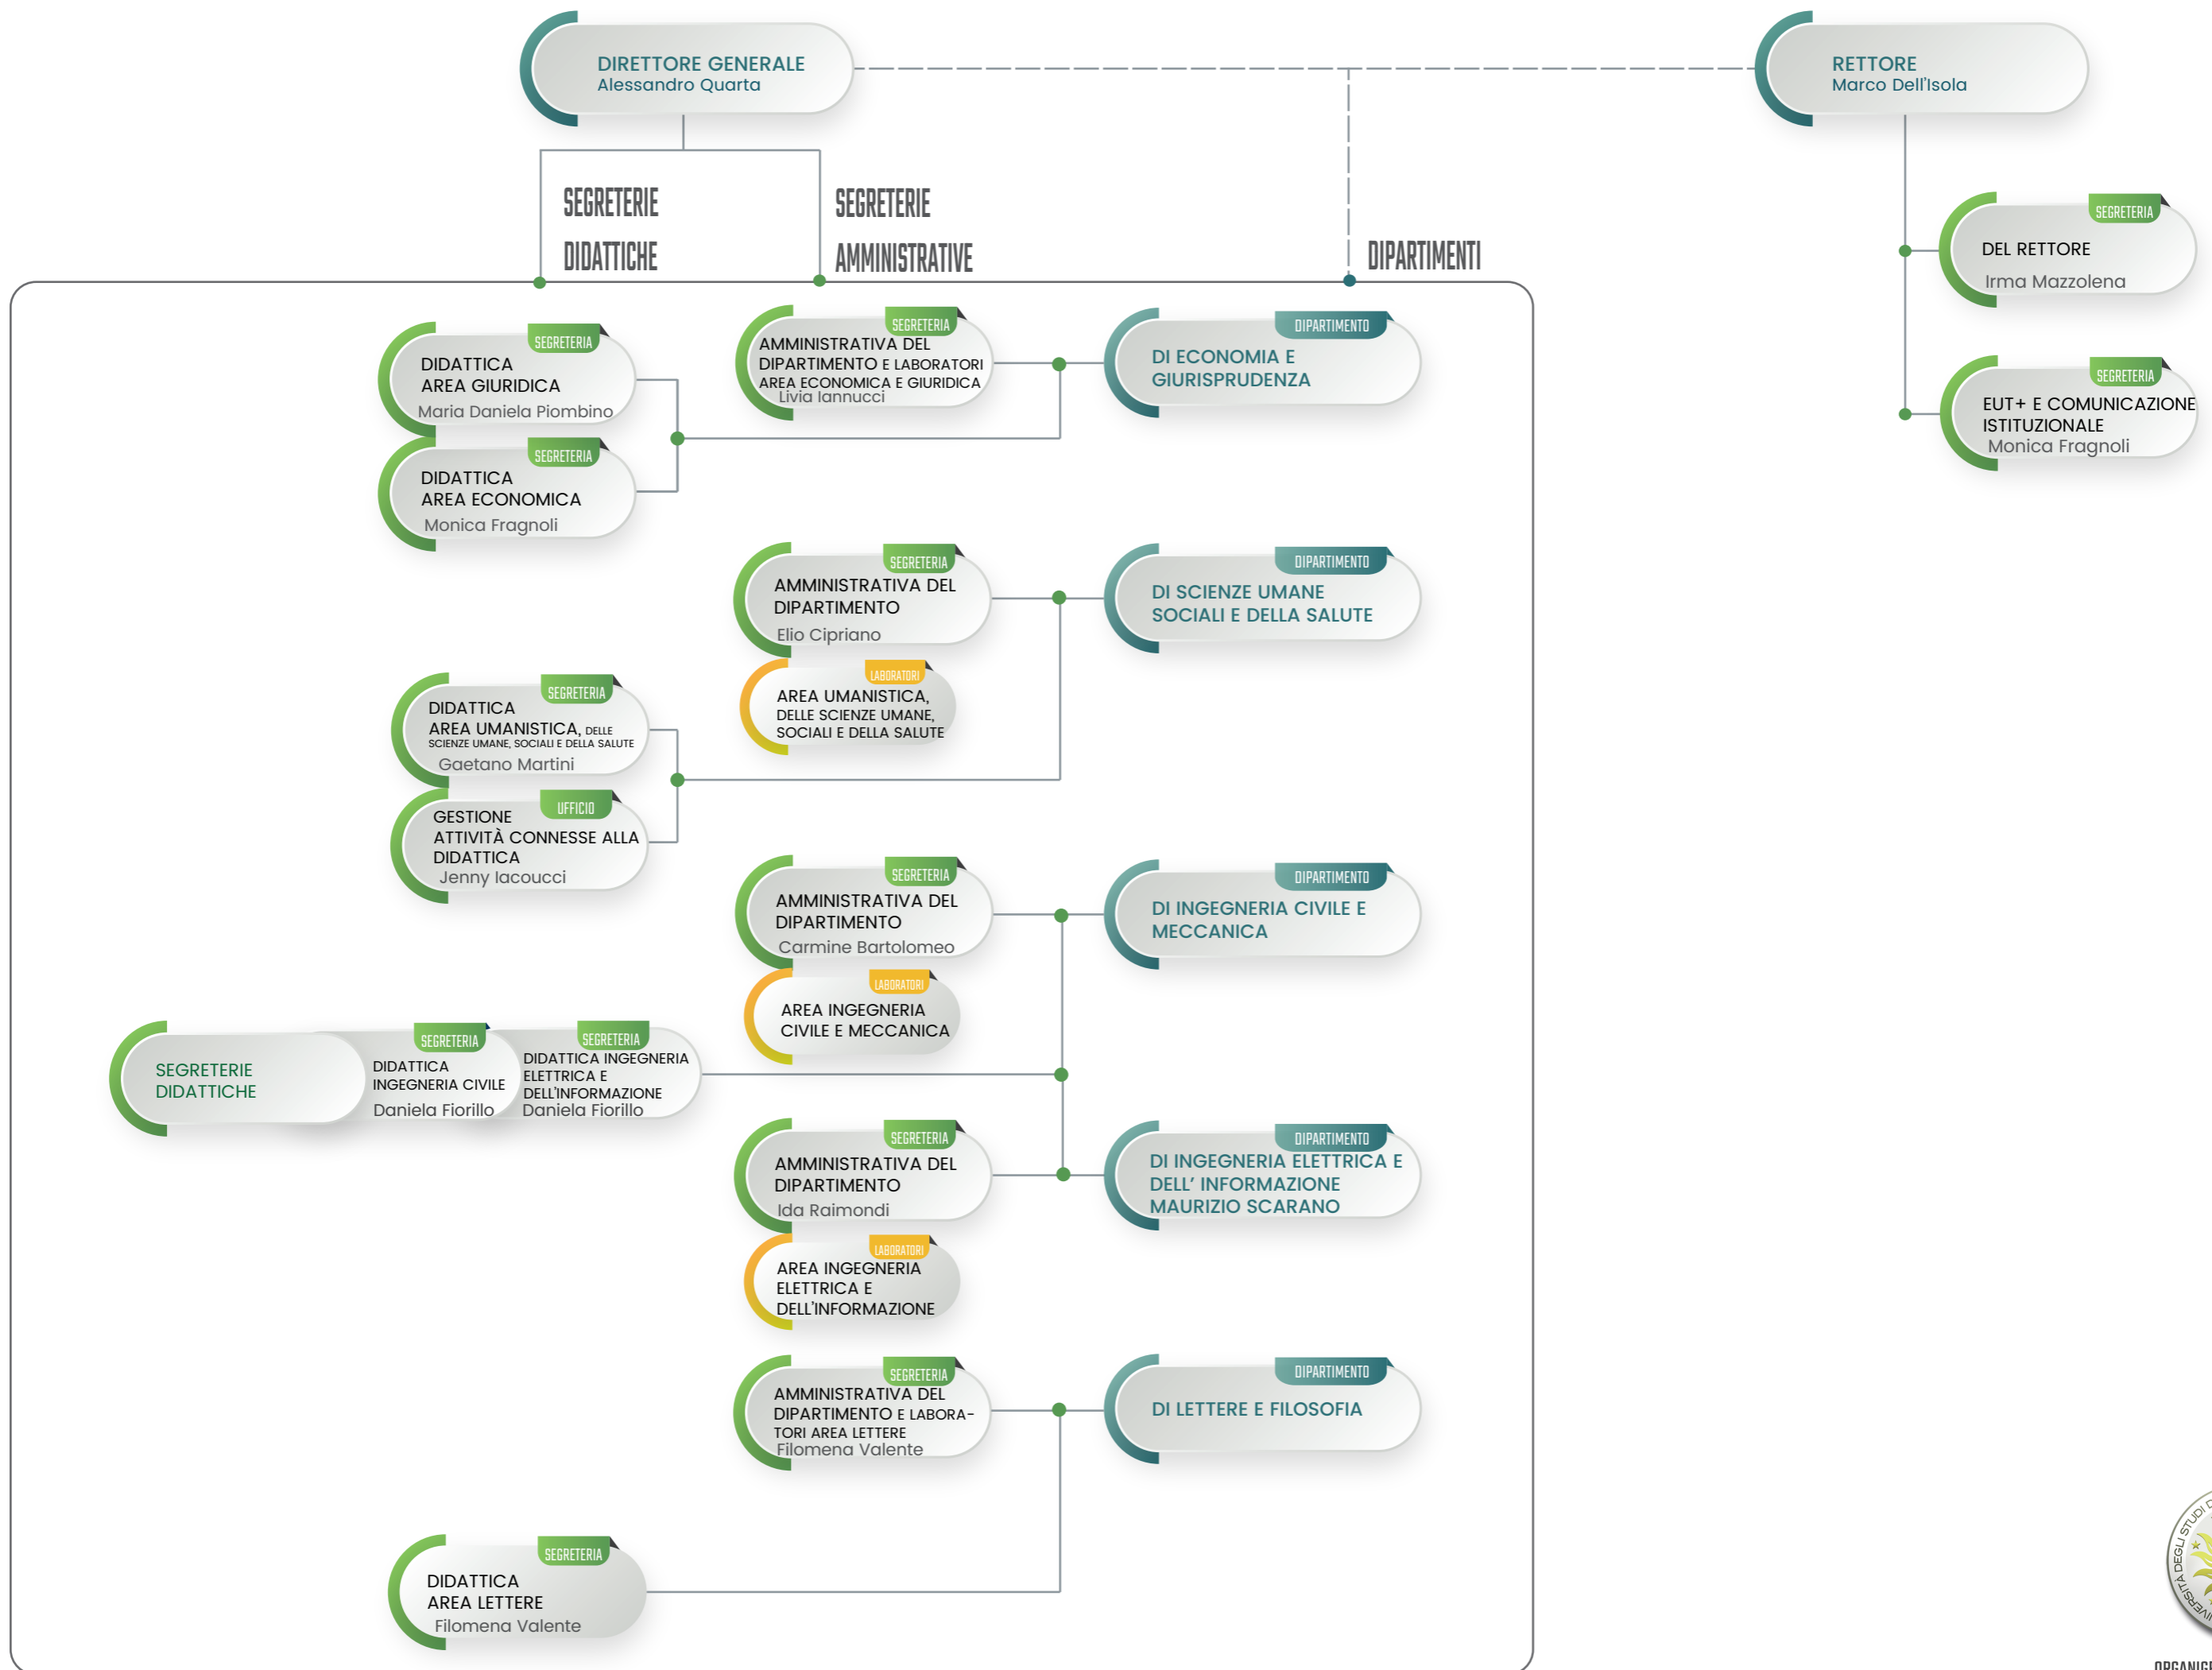 DIRETTORE GENERALE
Alessandro Quarta
RETTORE
Marco Dell'Isola
SEGRETERIE
DIDATTICHE
SEGRETERIE
AMMINISTRATIVE
DIPARTIMENTI
SEGRETERIA
DEL RETTORE
Irma Mazzolena
SEGRETERIA
EUT+ E COMUNICAZIONE
ISTITUZIONALE
Monica Fragnoli
SEGRETERIA
DIDATTICA
AREA GIURIDICA
Maria Daniela Piombino
SEGRETERIA
DIDATTICA
AREA ECONOMICA
Monica Fragnoli
SEGRETERIA
AMMINISTRATIVA DEL
DIPARTIMENTO E LABORATORI
AREA ECONOMICA E GIURIDICA
Livia Iannucci
DIPARTIMENTO
DI ECONOMIA E
GIURISPRUDENZA
SEGRETERIA
AMMINISTRATIVA DEL
DIPARTIMENTO
Elio Cipriano
LABORATORI
AREA UMANISTICA,
DELLE SCIENZE UMANE,
SOCIALI E DELLA SALUTE
DIPARTIMENTO
DI SCIENZE UMANE
SOCIALI E DELLA SALUTE
SEGRETERIA
DIDATTICA
AREA UMANISTICA, DELLE
SCIENZE UMANE, SOCIALI E DELLA SALUTE
Gaetano Martini
UFFICIO
GESTIONE
ATTIVITÀ CONNESSE ALLA
DIDATTICA
Jenny Iacoucci
SEGRETERIA
AMMINISTRATIVA DEL
DIPARTIMENTO
Carmine Bartolomeo
LABORATORI
AREA INGEGNERIA
CIVILE E MECCANICA
DIPARTIMENTO
DI INGEGNERIA CIVILE E
MECCANICA
SEGRETERIE
DIDATTICHE
SEGRETERIA
DIDATTICA
INGEGNERIA CIVILE
Daniela Fiorillo
SEGRETERIA
DIDATTICA INGEGNERIA
ELETTRICA E
DELL'INFORMAZIONE
Daniela Fiorillo
SEGRETERIA
AMMINISTRATIVA DEL
DIPARTIMENTO
Ida Raimondi
LABORATORI
AREA INGEGNERIA
ELETTRICA E
DELL'INFORMAZIONE
DIPARTIMENTO
DI INGEGNERIA ELETTRICA E
DELL' INFORMAZIONE
MAURIZIO SCARANO
SEGRETERIA
AMMINISTRATIVA DEL
DIPARTIMENTO E LABORA-
TORI AREA LETTERE
Filomena Valente
DIPARTIMENTO
DI LETTERE E FILOSOFIA
SEGRETERIA
DIDATTICA
AREA LETTERE
Filomena Valente
DEGLI STUDI